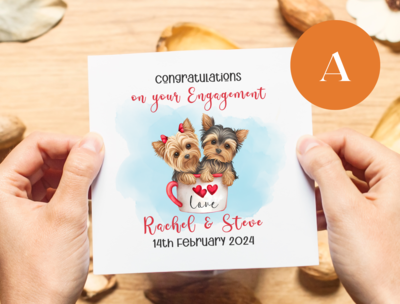 Congratulations
on your Engagement
A
Love
Rachel & Steve
14th February 2024